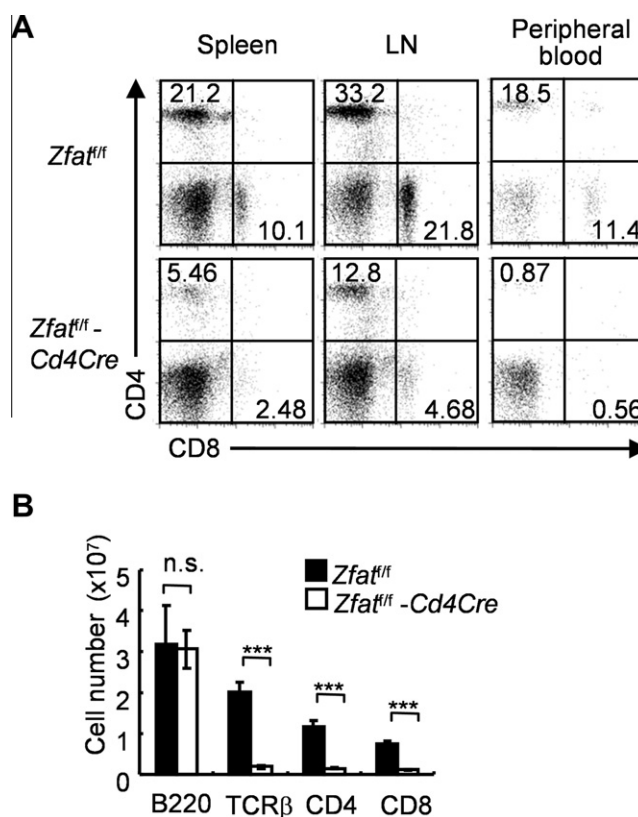 A
Spleen LN Peripheral blood
Zfatf/f
21.2 33.2 18.5
10.1 21.8 11.4
Zfatf/f - Cd4Cre
5.46 12.8 0.87
2.48 4.68 0.56
CD4
CD8
B
Cell number (x10⁷)
5
4
3
2
1
0
n.s.
***
***
***
Zfatf/f
Zfatf/f -Cd4Cre
B220 TCRβ CD4 CD8